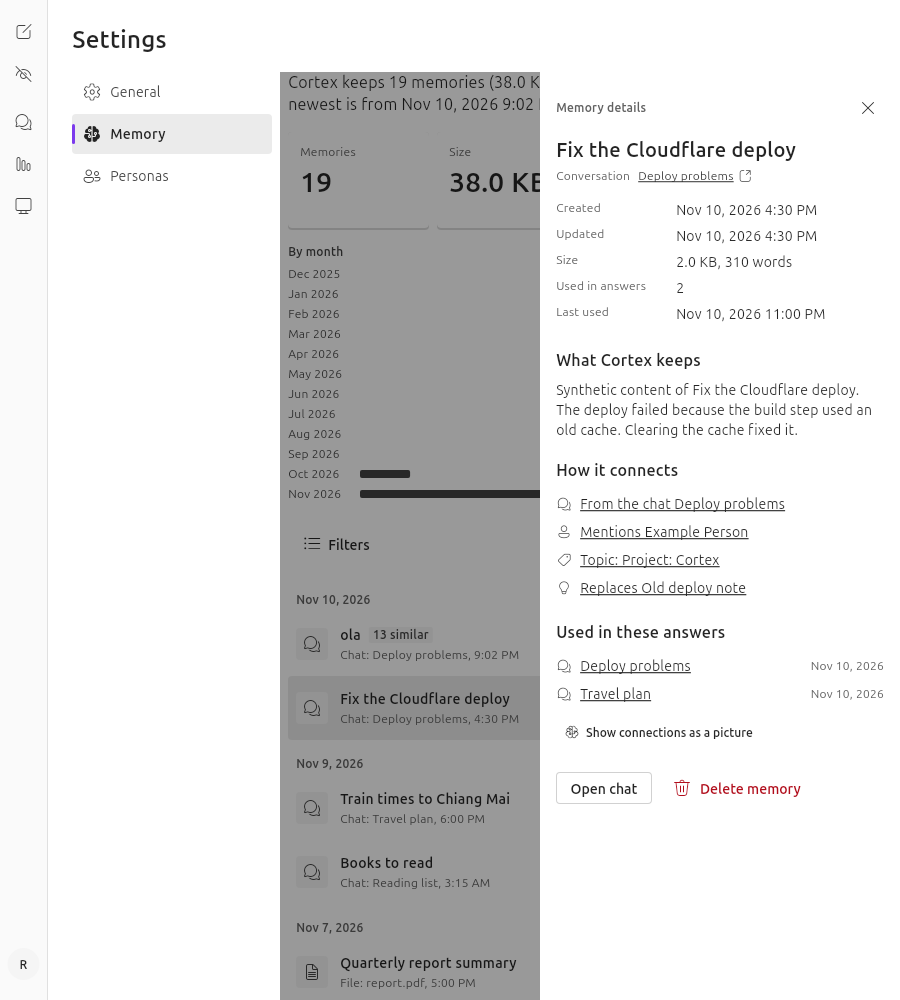 Settings
General
Memory
Personas
R
Cortex keeps 19 memories (38.0 K
newest is from Nov 10, 2026 9:02
Memories
19
Size
38.0 KB
By month
Dec 2025
Jan 2026
Feb 2026
Mar 2026
Apr 2026
May 2026
Jun 2026
Jul 2026
Aug 2026
Sep 2026
Oct 2026
Nov 2026
Filters
Nov 10, 2026
ola 13 similar
Chat: Deploy problems, 9:02 PM
Fix the Cloudflare deploy
Chat: Deploy problems, 4:30 PM
Nov 9, 2026
Train times to Chiang Mai
Chat: Travel plan, 6:00 PM
Books to read
Chat: Reading list, 3:15 AM
Nov 7, 2026
Quarterly report summary
File: report.pdf, 5:00 PM
Memory details
Fix the Cloudflare deploy
Conversation Deploy problems
Created Nov 10, 2026 4:30 PM
Updated Nov 10, 2026 4:30 PM
Size 2.0 KB, 310 words
Used in answers 2
Last used Nov 10, 2026 11:00 PM
What Cortex keeps
Synthetic content of Fix the Cloudflare deploy.
The deploy failed because the build step used an
old cache. Clearing the cache fixed it.
How it connects
From the chat Deploy problems
Mentions Example Person
Topic: Project: Cortex
Replaces Old deploy note
Used in these answers
Deploy problems Nov 10, 2026
Travel plan Nov 10, 2026
Show connections as a picture
Open chat Delete memory